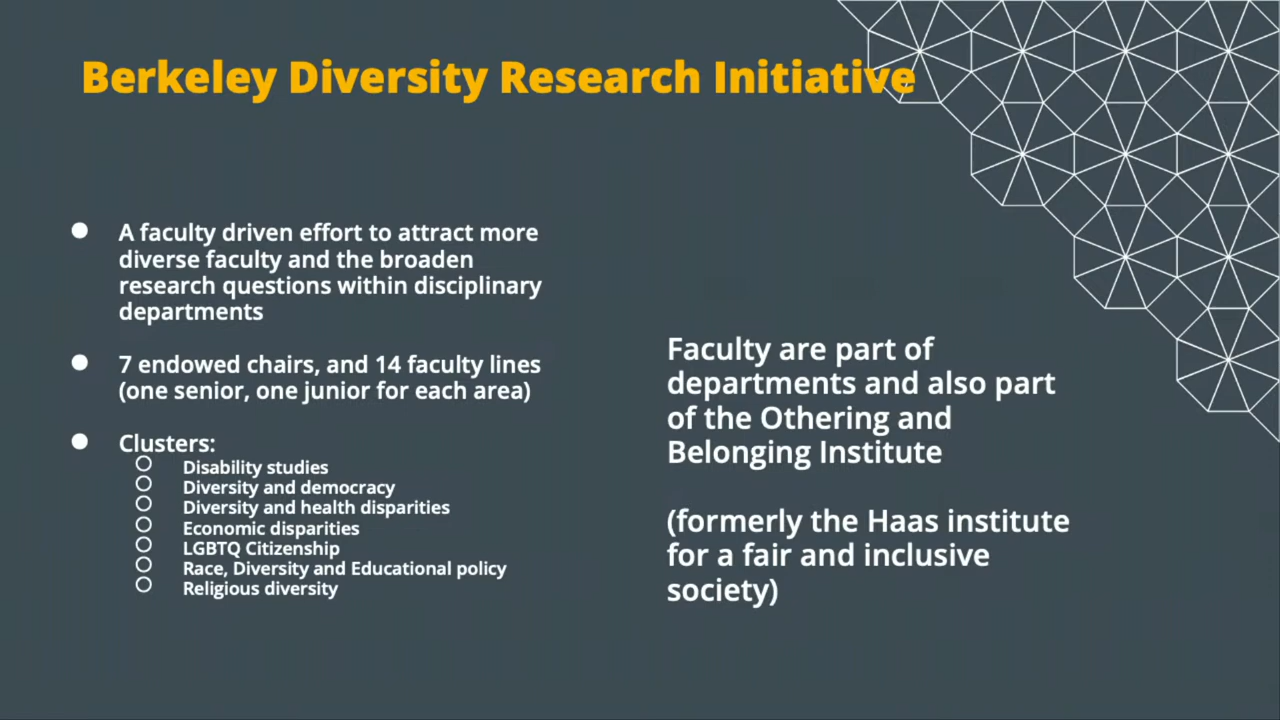 Berkeley Diversity Research Initiative
A faculty driven effort to attract more
diverse faculty and the broaden
research questions within disciplinary
departments
7 endowed chairs, and 14 faculty lines
(one senior, one junior for each area)
Clusters:
Disability studies
Diversity and democracy
Diversity and health disparities
Economic disparities
LGBTQ Citizenship
Race, Diversity and Educational policy
Religious diversity
Faculty are part of
departments and also part
of the Othering and
Belonging Institute
(formerly the Haas institute
for a fair and inclusive
society)